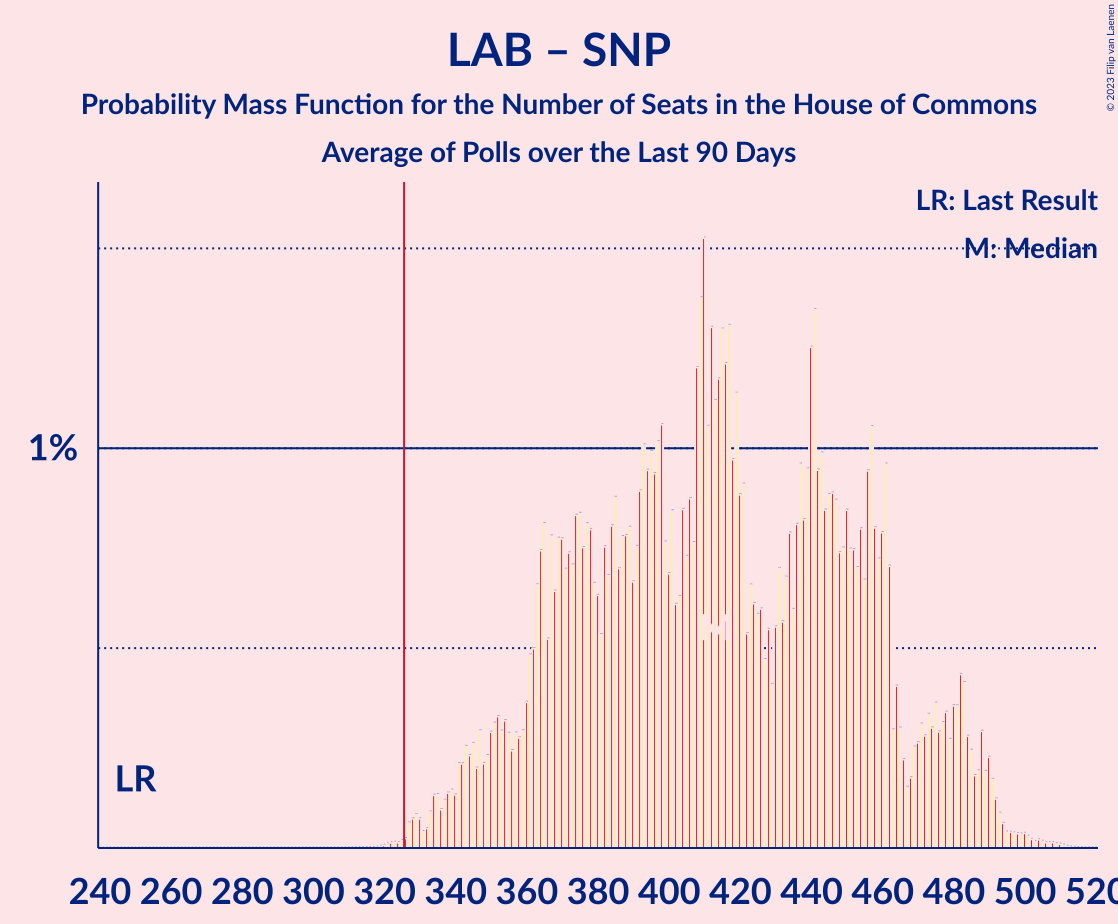 LAB – SNP
Probability Mass Function for the Number of Seats in the House of Commons
Average of Polls over the Last 90 Days
© 2023 Filip van Laenen
LR: Last Result
M: Median
1%
LR
240 260 280 300 320 340 360 380 400 420 440 460 480 500 520